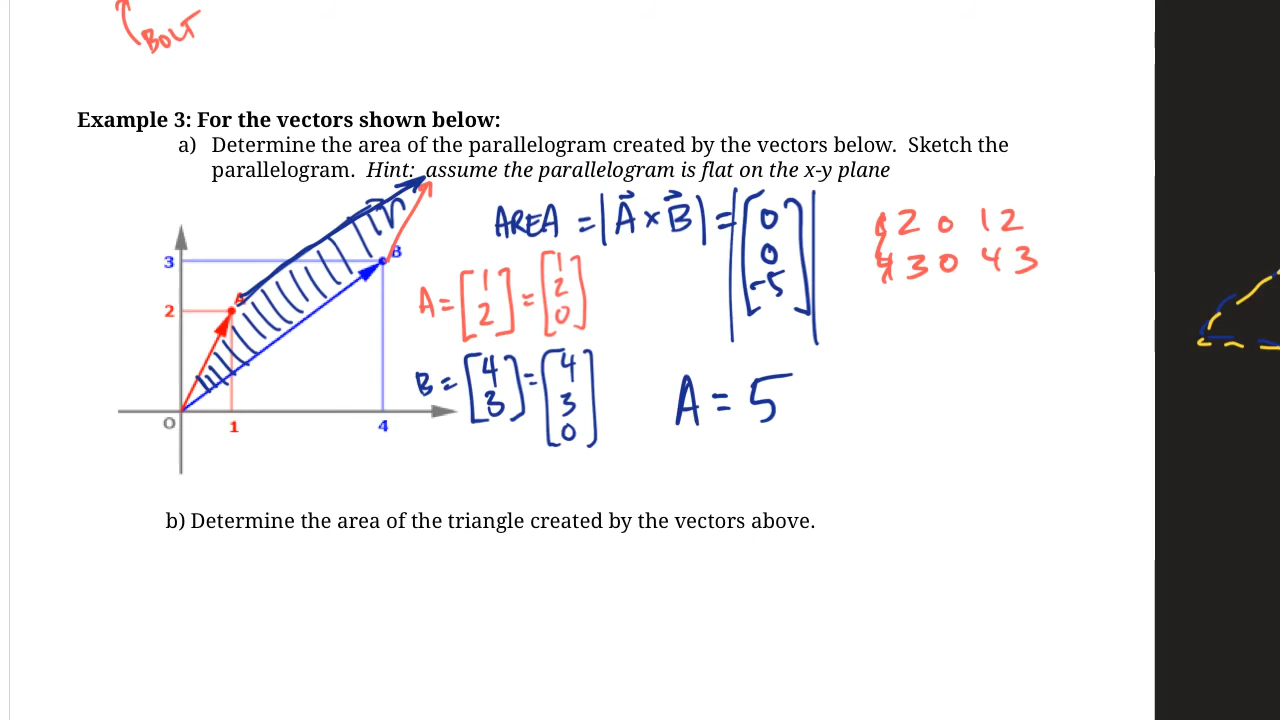 BOLT
Example 3: For the vectors shown below:
a) Determine the area of the parallelogram created by the vectors below. Sketch the
parallelogram. Hint: assume the parallelogram is flat on the x-y plane
AREA = |A⃗ × B⃗| = |[0 0 -5]|
2 0 1 2
3 0 4 3
3
B
A
2
A = [1 2] = [1 2 0]
B = [4 3] = [4 3 0]
A = 5
O
1
4
b) Determine the area of the triangle created by the vectors above.